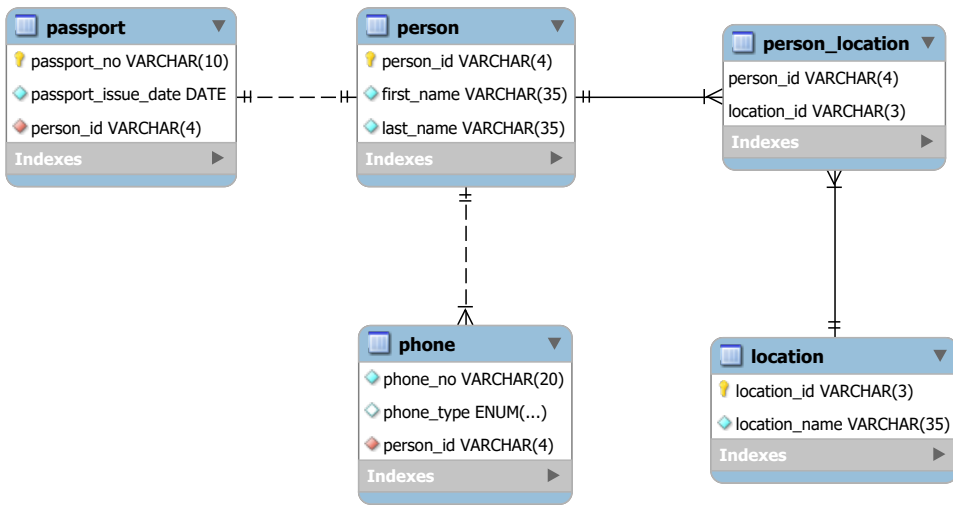 passport
passport_no VARCHAR(10)
passport_issue_date DATE
person_id VARCHAR(4)
Indexes
person
person_id VARCHAR(4)
first_name VARCHAR(35)
last_name VARCHAR(35)
Indexes
person_location
person_id VARCHAR(4)
location_id VARCHAR(3)
Indexes
phone
phone_no VARCHAR(20)
phone_type ENUM(...)
person_id VARCHAR(4)
Indexes
location
location_id VARCHAR(3)
location_name VARCHAR(35)
Indexes